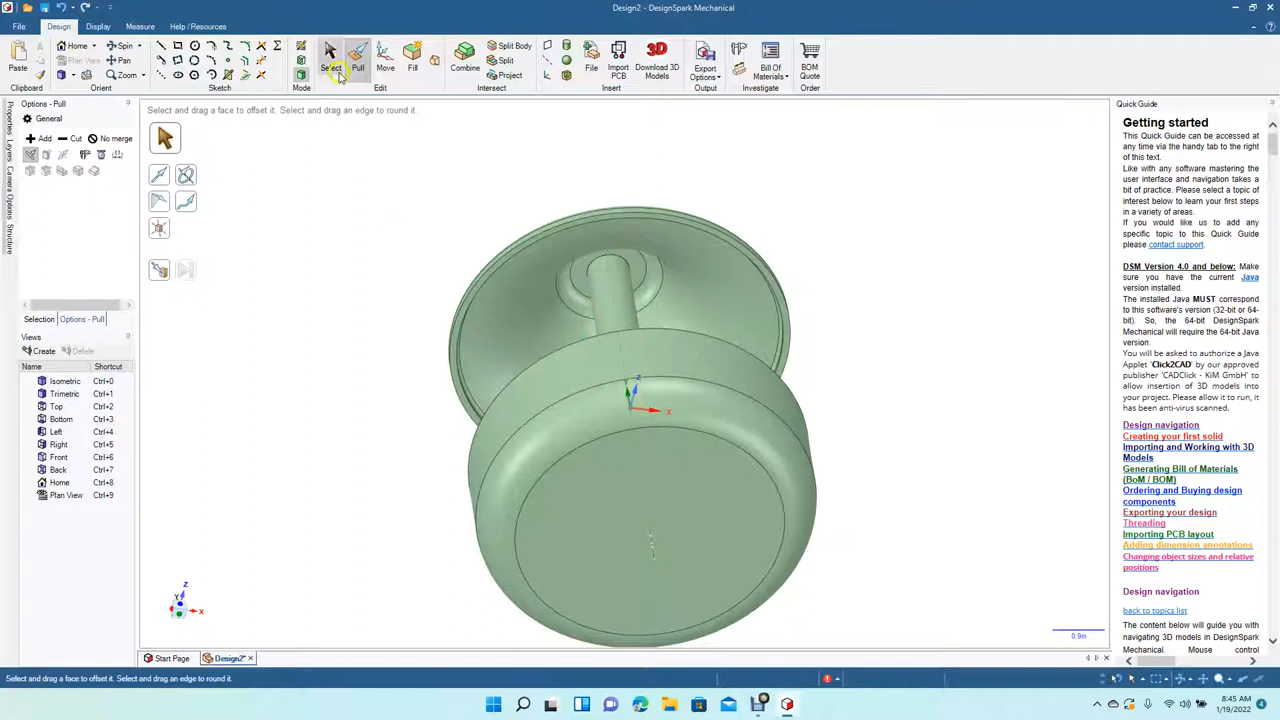 Design2 - DesignSpark Mechanical
File Design Display Measure Help / Resources
Paste
Clipboard
Home
Plan View
Spin
Pan
Zoom
Orient
Sketch
Mode
Select
Pull
Move
Fill
Edit
Combine
Split Body
Split
Project
Intersect
File
Import PCB
Download 3D Models
Insert
Export Options
Output
Bill Of Materials
Investigate
BOM Quote
Order
Options - Pull
General
Add Cut No merge
Properties Layers Camera Options Structure
Selection Options - Pull
Views
Create Delete
Name Shortcut
Isometric Ctrl+0
Trimetric Ctrl+1
Top Ctrl+2
Bottom Ctrl+3
Left Ctrl+4
Right Ctrl+5
Front Ctrl+6
Back Ctrl+7
Home Ctrl+8
Plan View Ctrl+9
Select and drag a face to offset it. Select and drag an edge to round it.
Z
X
Z
Y
X
0.9in
Quick Guide
Getting started
This Quick Guide can be accessed at
any time via the handy tab to the right
of this text.
Like with any software mastering the
user interface and navigation takes a
bit of practice. Please select a topic of
interest below to learn your first steps
in a variety of areas.
If you would like us to add any
specific topic to this Quick Guide
please contact support.
DSM Version 4.0 and below: Make
sure you have the current Java
version installed.
The installed Java MUST correspond
to this software's version (32-bit or 64-
bit). So, the 64-bit DesignSpark
Mechanical will require the 64-bit Java
version.
You will be asked to authorize a Java
Applet 'Click2CAD' by our approved
publisher 'CADClick - KiM GmbH' to
allow insertion of 3D models into
your project. Please allow it to run, it
has been anti-virus scanned.
Design navigation
Creating your first solid
Importing and Working with 3D
Models
Generating Bill of Materials
(BoM / BOM)
Ordering and Buying design
components
Exporting your design
Threading
Importing PCB layout
Adding dimension annotations
Changing object sizes and relative
positions
Design navigation
back to topics list
The content below will guide you with
navigating 3D models in DesignSpark
Mechanical. Mouse control
Start Page Design2*
Select and drag a face to offset it. Select and drag an edge to round it.
8:45 AM
1/19/2022